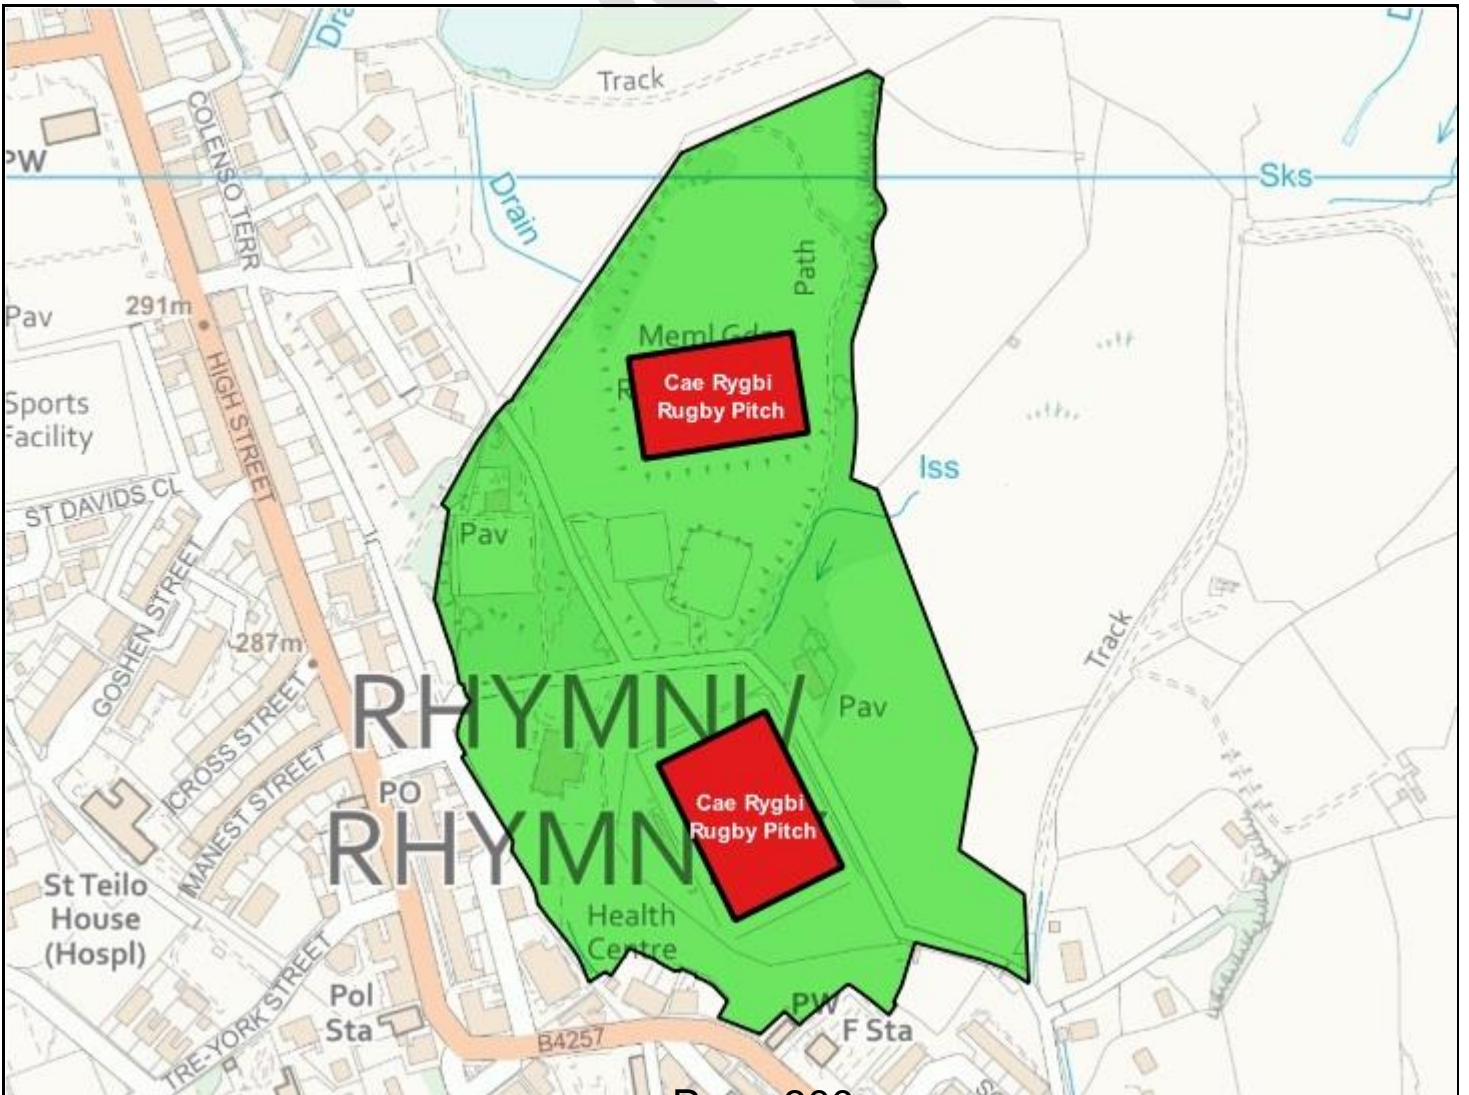 Track
COLENSO TERR
PW
Drain
Sks
Path
291m
Pav
Meml Gdn
Cae Rygbi
Rugby Pitch
HIGH STREET
Sports
Facility
Iss
ST DAVIDS CL
Pav
GOSHEN STREET
Track
287m
RHYMNI /
Pav
CROSS STREET
MANEST STREET
PO
Cae Rygbi
Rugby Pitch
RHYMN
St Teilo
House
(Hospl)
Health
Centre
TRE-YORK STREET
Pol
Sta
PW
F Sta
B4257